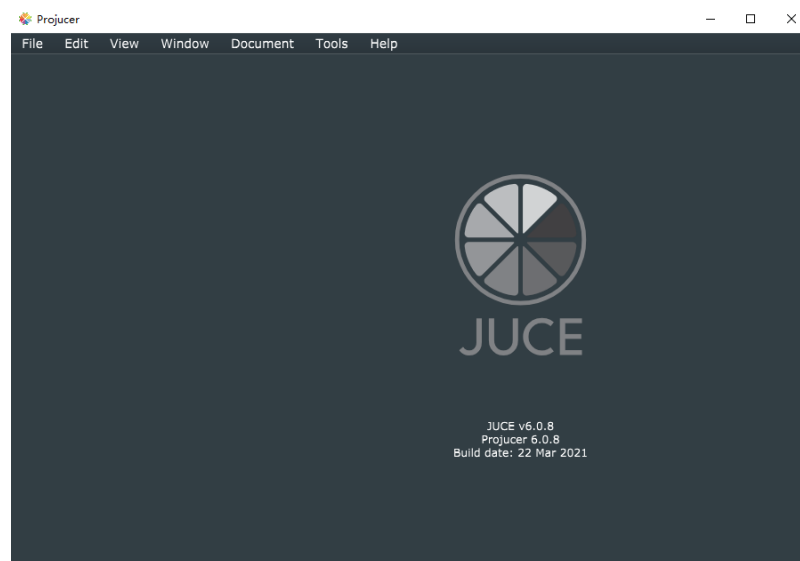 Projucer
File Edit View Window Document Tools Help
JUCE
JUCE v6.0.8
Projucer 6.0.8
Build date: 22 Mar 2021